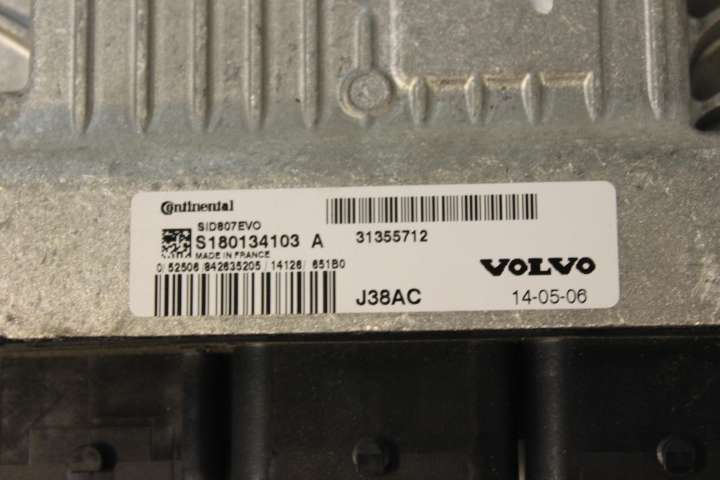 Continental
SID807EVO
S180134103 A
MADE IN FRANCE
0/ 52506 /842635205 / 14126/ 651B0
31355712
VOLVO
J38AC
14-05-06